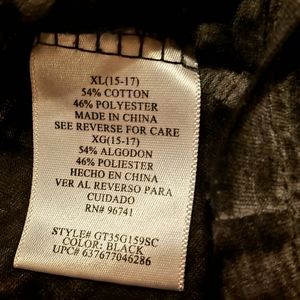 XL(15-17)
54% COTTON
46% POLYESTER
MADE IN CHINA
SEE REVERSE FOR CARE
XG(15-17)
54% ALGODON
46% POLIESTER
HECHO EN CHINA
VER AL REVERSO PARA
CUIDADO
RN# 96741
STYLE# GT35G159SC
COLOR: BLACK
UPC# 637677046286